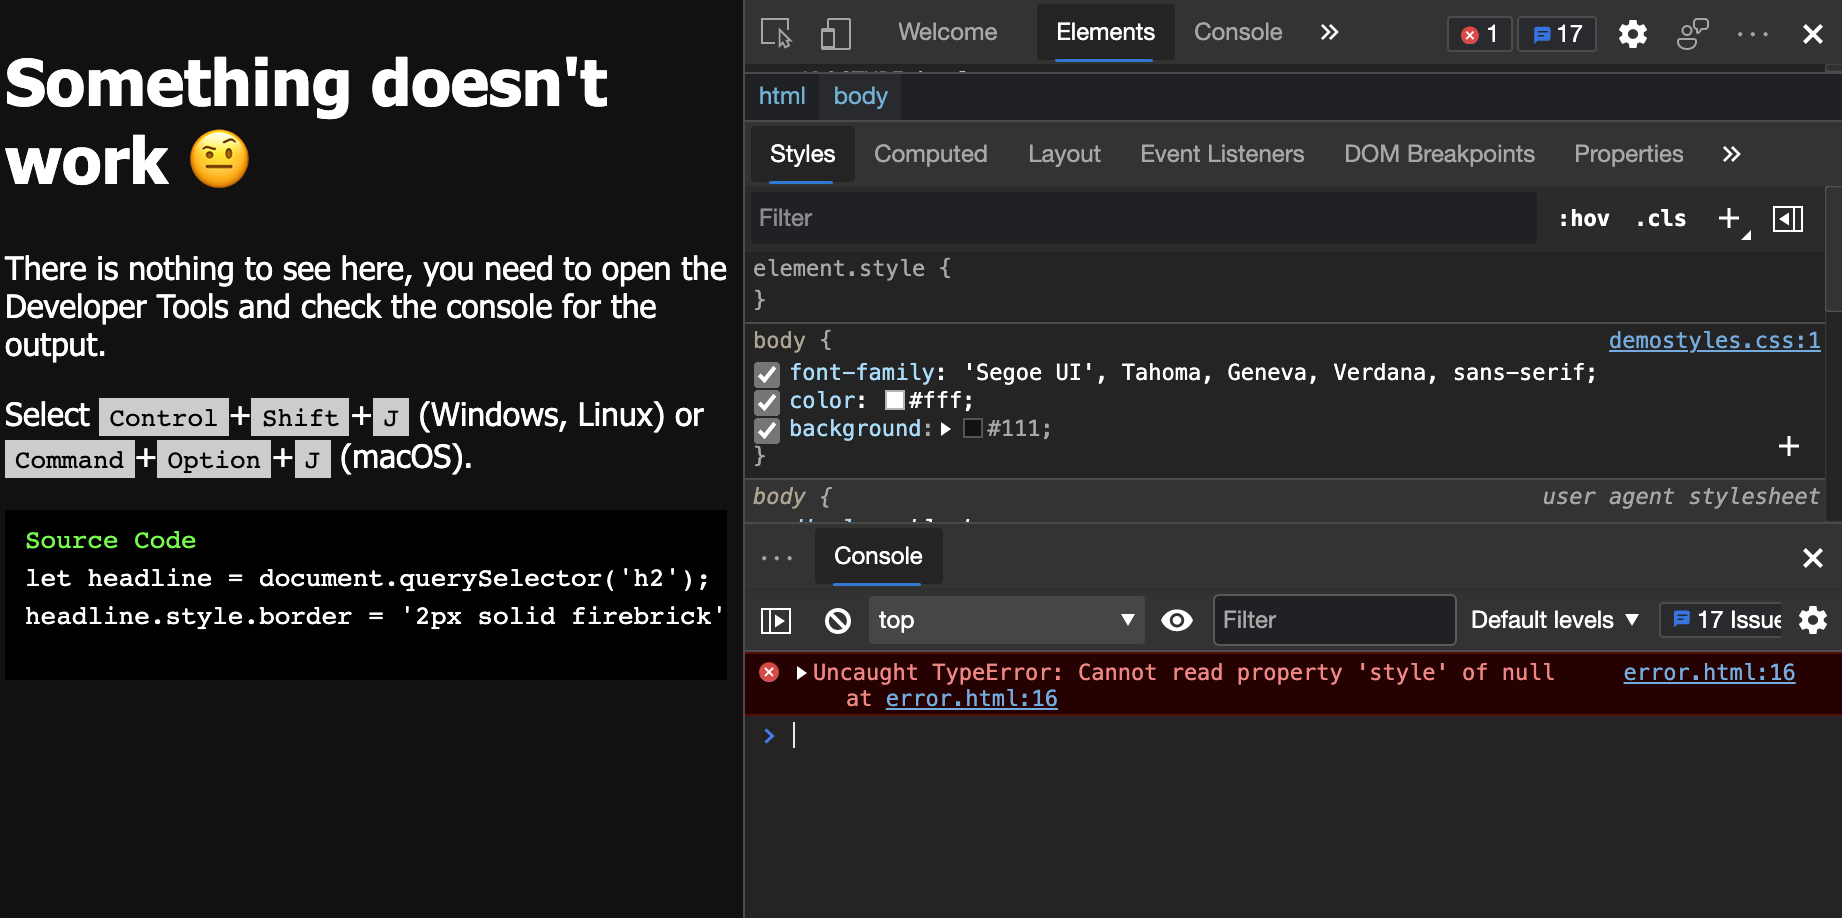 Something doesn't
work 🤨
There is nothing to see here, you need to open the
Developer Tools and check the console for the
output.
Select Control+Shift+J (Windows, Linux) or
Command+Option+J (macOS).
Source Code
let headline = document.querySelector('h2');
headline.style.border = '2px solid firebrick'
Welcome Elements Console 1 17
html body
Styles Computed Layout Event Listeners DOM Breakpoints Properties
Filter :hov .cls
element.style {
}
body { demostyles.css:1
font-family: 'Segoe UI', Tahoma, Geneva, Verdana, sans-serif;
color: #fff;
background: #111;
}
body { user agent stylesheet
Console
top Filter Default levels 17 Issue
Uncaught TypeError: Cannot read property 'style' of null error.html:16
at error.html:16